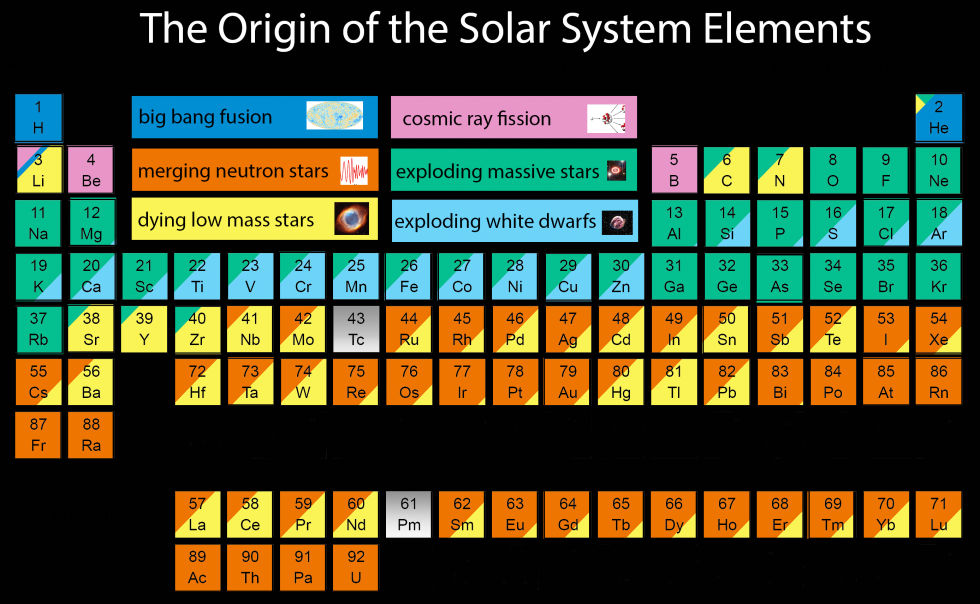 The Origin of the Solar System Elements
1
H
big bang fusion
cosmic ray fission
2
He
3
Li
4
Be
merging neutron stars
exploding massive stars
5
B
6
C
7
N
8
O
9
F
10
Ne
11
Na
12
Mg
dying low mass stars
exploding white dwarfs
13
Al
14
Si
15
P
16
S
17
Cl
18
Ar
19
K
20
Ca
21
Sc
22
Ti
23
V
24
Cr
25
Mn
26
Fe
27
Co
28
Ni
29
Cu
30
Zn
31
Ga
32
Ge
33
As
34
Se
35
Br
36
Kr
37
Rb
38
Sr
39
Y
40
Zr
41
Nb
42
Mo
43
Tc
44
Ru
45
Rh
46
Pd
47
Ag
48
Cd
49
In
50
Sn
51
Sb
52
Te
53
I
54
Xe
55
Cs
56
Ba
72
Hf
73
Ta
74
W
75
Re
76
Os
77
Ir
78
Pt
79
Au
80
Hg
81
Tl
82
Pb
83
Bi
84
Po
85
At
86
Rn
87
Fr
88
Ra
57
La
58
Ce
59
Pr
60
Nd
61
Pm
62
Sm
63
Eu
64
Gd
65
Tb
66
Dy
67
Ho
68
Er
69
Tm
70
Yb
71
Lu
89
Ac
90
Th
91
Pa
92
U